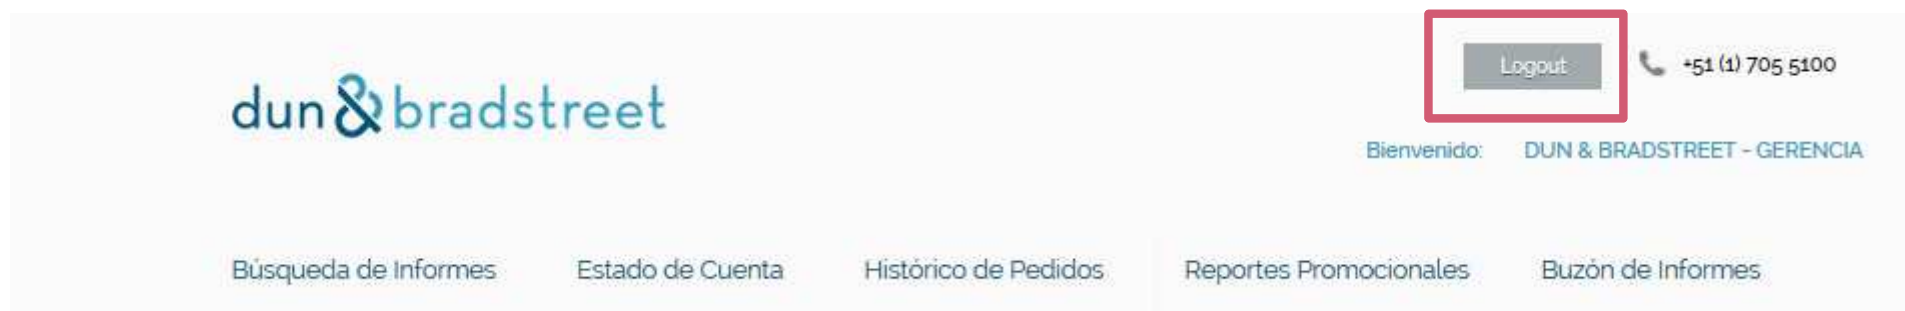 Logout
+51 (1) 705 5100
dun&bradstreet
Bienvenido: DUN & BRADSTREET - GERENCIA
Búsqueda de Informes Estado de Cuenta Histórico de Pedidos Reportes Promocionales Buzón de Informes